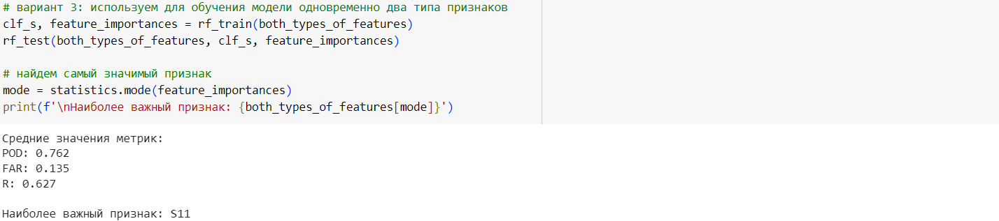 # вариант 3: используем для обучения модели одновременно два типа признаков
clf_s, feature_importances = rf_train(both_types_of_features)
rf_test(both_types_of_features, clf_s, feature_importances)
# найдем самый значимый признак
mode = statistics.mode(feature_importances)
print(f'\nНаиболее важный признак: {both_types_of_features[mode]}')
Средние значения метрик:
POD: 0.762
FAR: 0.135
R: 0.627
Наиболее важный признак: S11